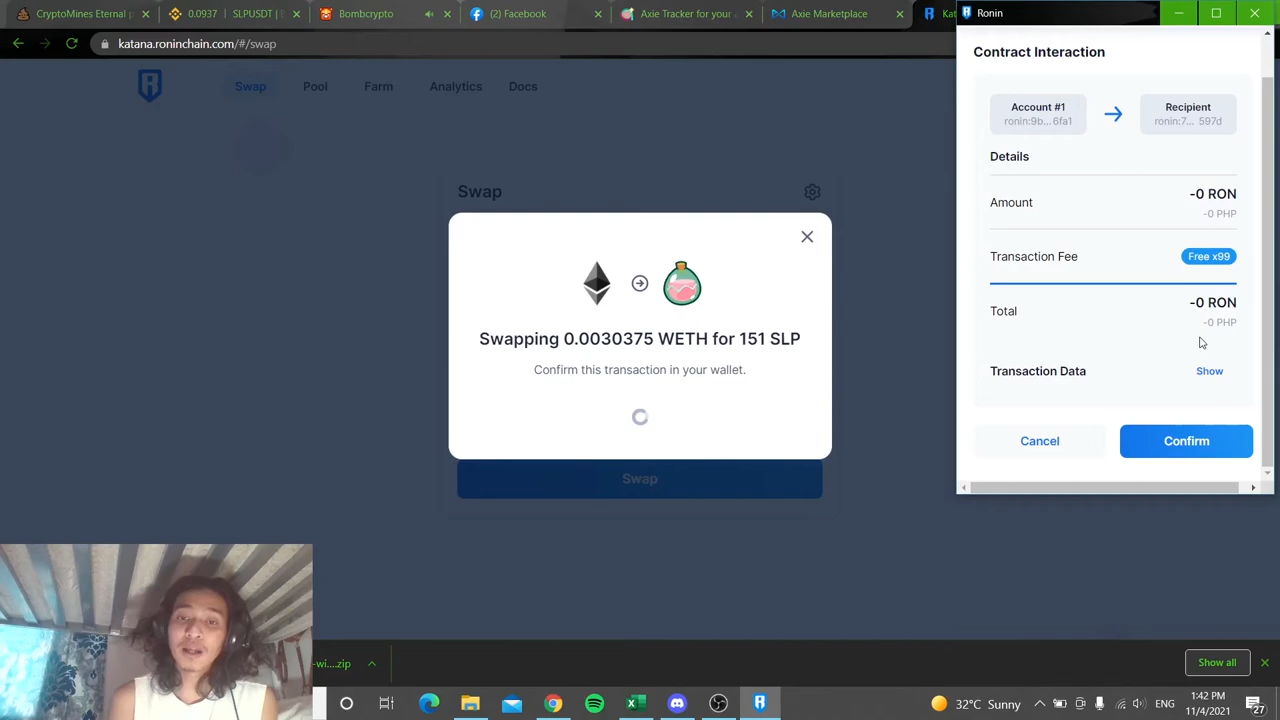 CryptoMines Eternal p
0.0937 | SLPUS
Bombcrypto
(2) Facebook
Axie Tracker for your
Axie Marketplace
Ronin
katana.roninchain.com/#/swap
Swap
Pool
Farm
Analytics
Docs
Contract Interaction
Account #1
ronin:9b...6fa1
Recipient
ronin:7... 597d
Details
Amount
-0 RON
-0 PHP
Transaction Fee
Free x99
Total
-0 RON
-0 PHP
Transaction Data
Show
Cancel
Confirm
Swap
Swapping 0.0030375 WETH for 151 SLP
Confirm this transaction in your wallet.
Swap
-wi....zip
Show all
32°C Sunny
ENG
1:42 PM
11/4/2021
27